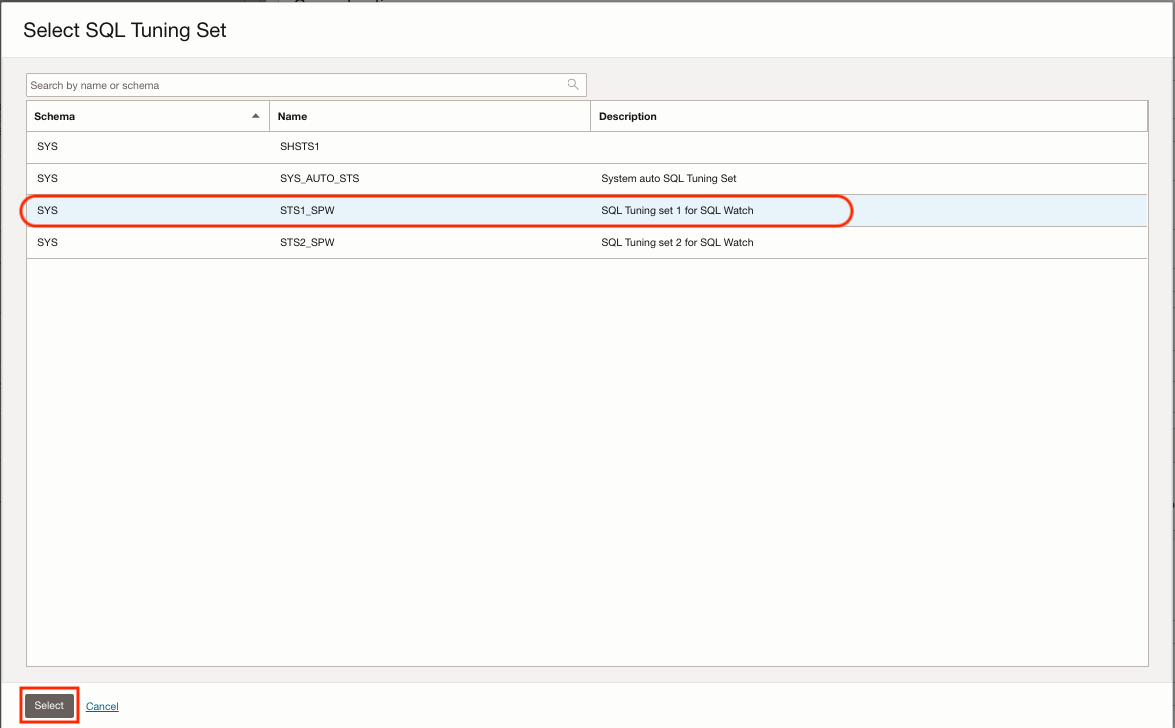 Select SQL Tuning Set
Search by name or schema
Schema Name Description
SYS SHSTS1
SYS SYS_AUTO_STS System auto SQL Tuning Set
SYS STS1_SPW SQL Tuning set 1 for SQL Watch
SYS STS2_SPW SQL Tuning set 2 for SQL Watch
Select Cancel